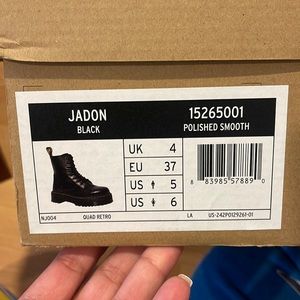 JADON
BLACK
15265001
POLISHED SMOOTH
UK 4
EU 37
US 5
US 6
8 83985 57889 0
NJ004
QUAD RETRO
LA
US-242P0129261-01